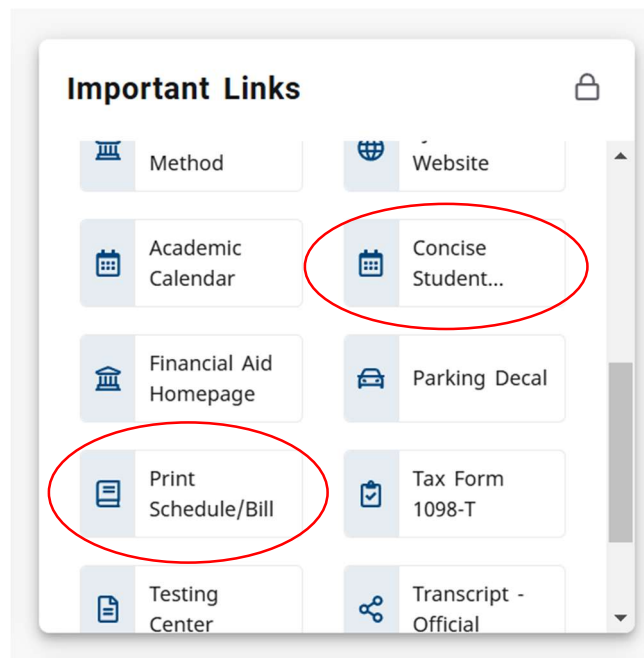 Important Links
Method
Website
Academic
Calendar
Concise
Student...
Financial Aid
Homepage
Parking Decal
Print
Schedule/Bill
Tax Form
1098-T
Testing
Center
Transcript -
Official